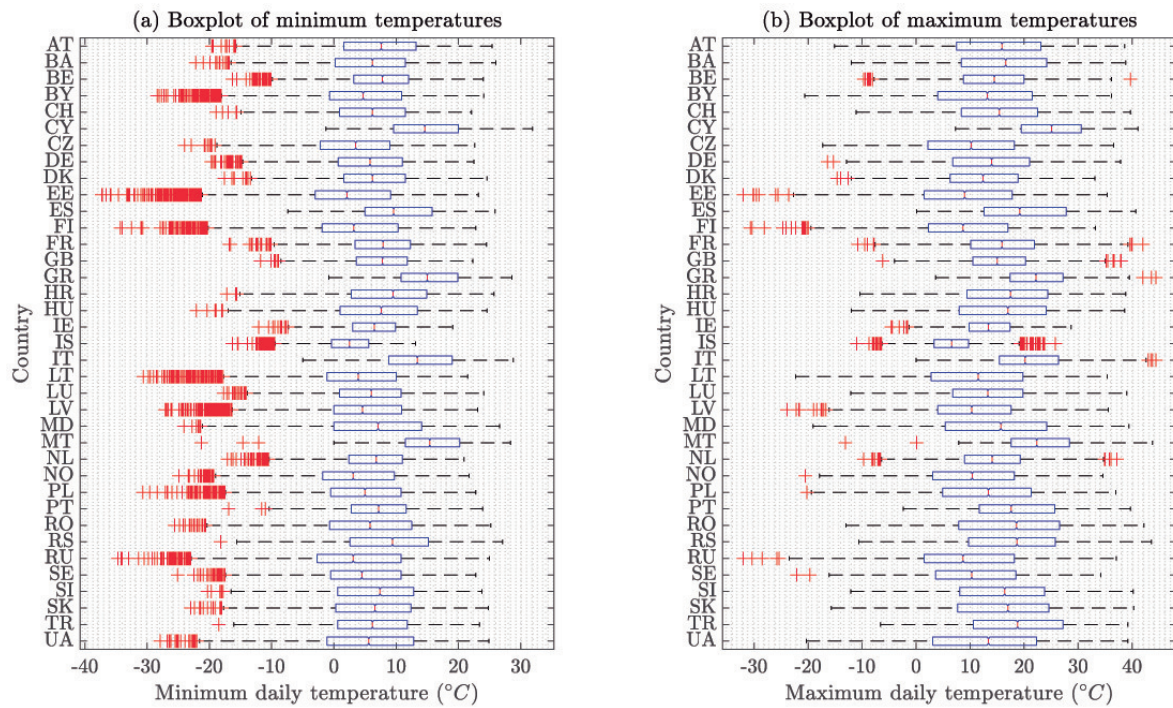 (a) Boxplot of minimum temperatures
Country
AT
BA
BE
BY
CH
CY
CZ
DE
DK
EE
ES
FI
FR
GB
GR
HR
HU
IE
IS
IT
LT
LU
LV
MD
MT
NL
NO
PL
PT
RO
RS
RU
SE
SI
SK
TR
UA
-40 -30 -20 -10 0 10 20 30
Minimum daily temperature (°C)
(b) Boxplot of maximum temperatures
Country
AT
BA
BE
BY
CH
CY
CZ
DE
DK
EE
ES
FI
FR
GB
GR
HR
HU
IE
IS
IT
LT
LU
LV
MD
MT
NL
NO
PL
PT
RO
RS
RU
SE
SI
SK
TR
UA
-30 -20 -10 0 10 20 30 40
Maximum daily temperature (°C)